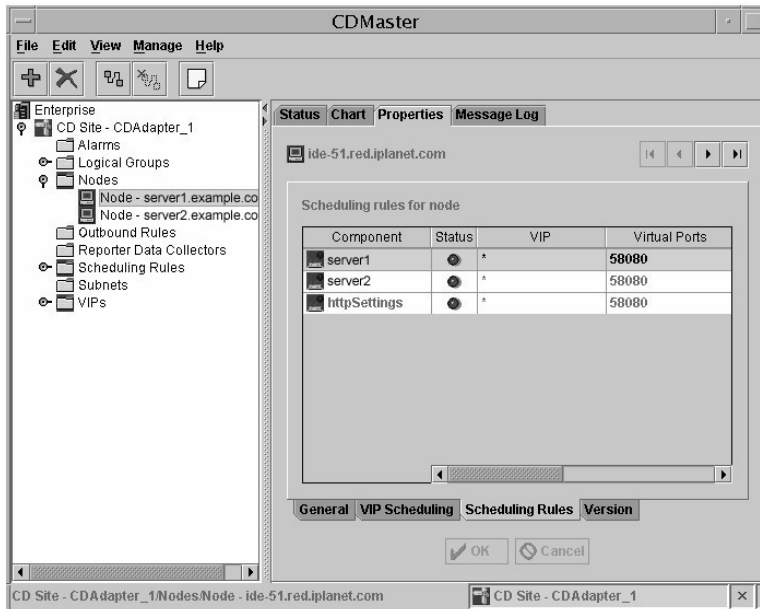 CDMaster
File Edit View Manage Help
Enterprise
CD Site - CDAdapter_1
Alarms
Logical Groups
Nodes
Node - server1.example.co
Node - server2.example.co
Outbound Rules
Reporter Data Collectors
Scheduling Rules
Subnets
VIPs
Status Chart Properties Message Log
ide-51.red.iplanet.com
Scheduling rules for node
Component Status VIP Virtual Ports
server1 * 58080
server2 * 58080
httpSettings * 58080
General VIP Scheduling Scheduling Rules Version
OK Cancel
CD Site - CDAdapter_1/Nodes/Node - ide-51.red.iplanet.com
CD Site - CDAdapter_1